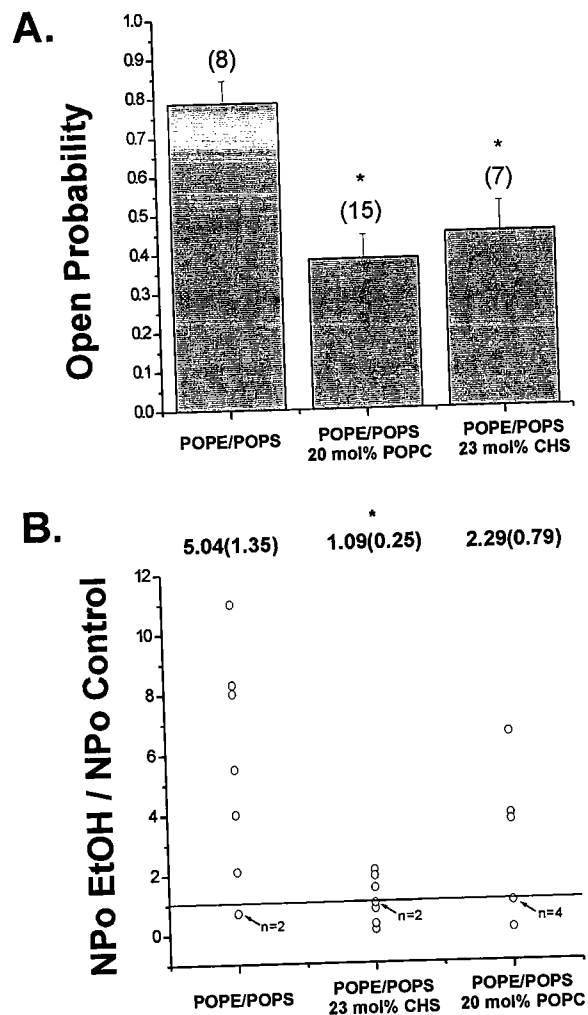 A.
Open Probability
1.0
0.9
0.8
0.7
0.6
0.5
0.4
0.3
0.2
0.1
0.0
(8)
*
(15)
*
(7)
POPE/POPS
POPE/POPS
20 mol% POPC
POPE/POPS
23 mol% CHS
B.
*
5.04(1.35) 1.09(0.25) 2.29(0.79)
NPo EtOH / NPo Control
12
10
8
6
4
2
0
n=2
n=2
n=4
POPE/POPS
POPE/POPS
23 mol% CHS
POPE/POPS
20 mol% POPC